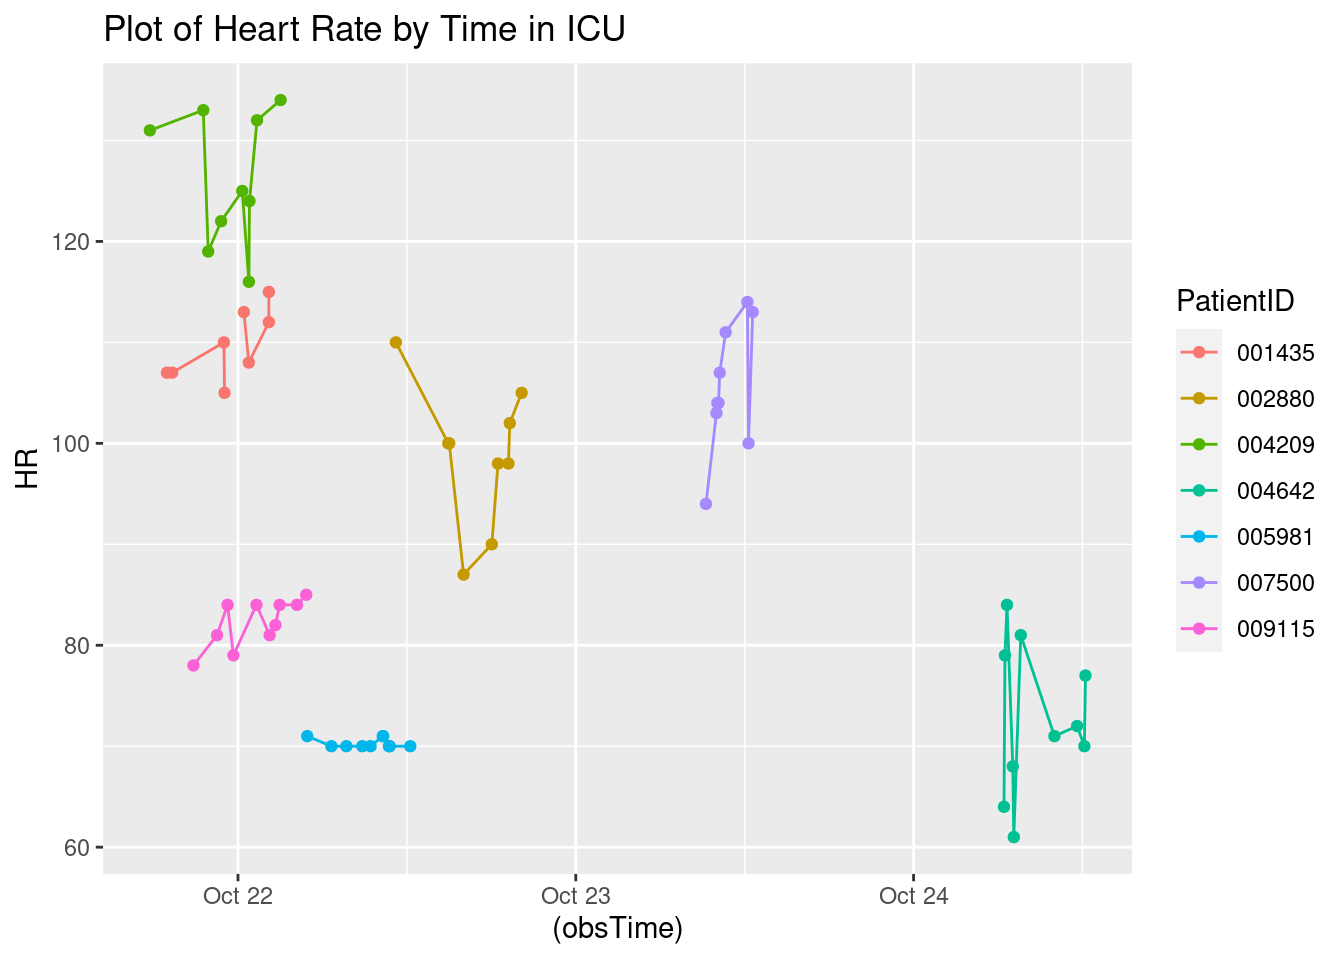 Plot of Heart Rate by Time in ICU
HR
120
100
80
60
Oct 22
Oct 23
Oct 24
(obsTime)
PatientID
001435
002880
004209
004642
005981
007500
009115